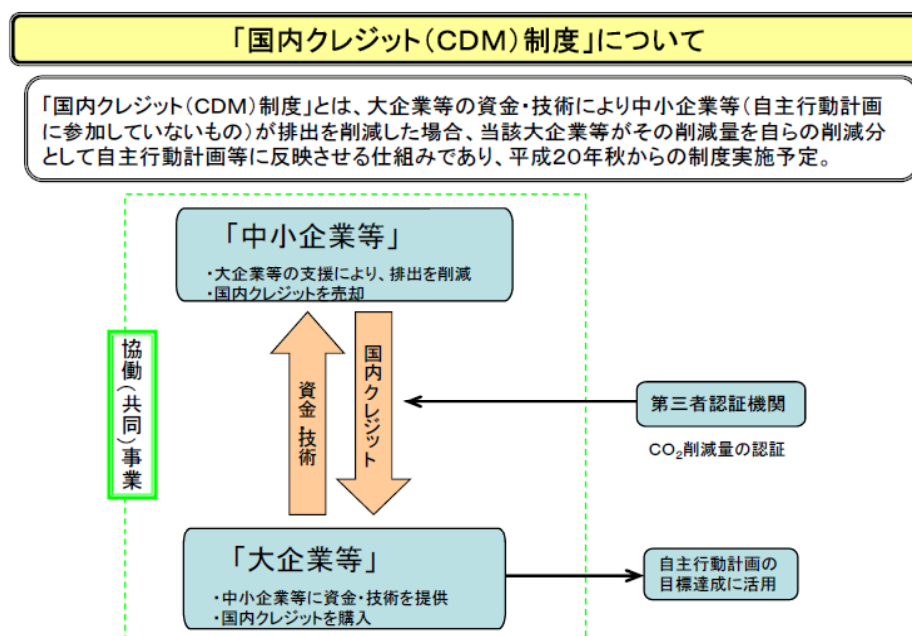 「国内クレジット(CDM)制度」について
「国内クレジット(CDM)制度」とは、大企業等の資金・技術により中小企業等(自主行動計画
に参加していないもの)が排出を削減した場合、当該大企業等がその削減量を自らの削減分
として自主行動計画等に反映させる仕組みであり、平成20年秋からの制度実施予定。
「中小企業等」
・大企業等の支援により、排出を削減
・国内クレジットを売却
協働(共同)事業
資金・技術
国内クレジット
第三者認証機関
CO₂削減量の認証
「大企業等」
・中小企業等に資金・技術を提供
・国内クレジットを購入
自主行動計画の
目標達成に活用